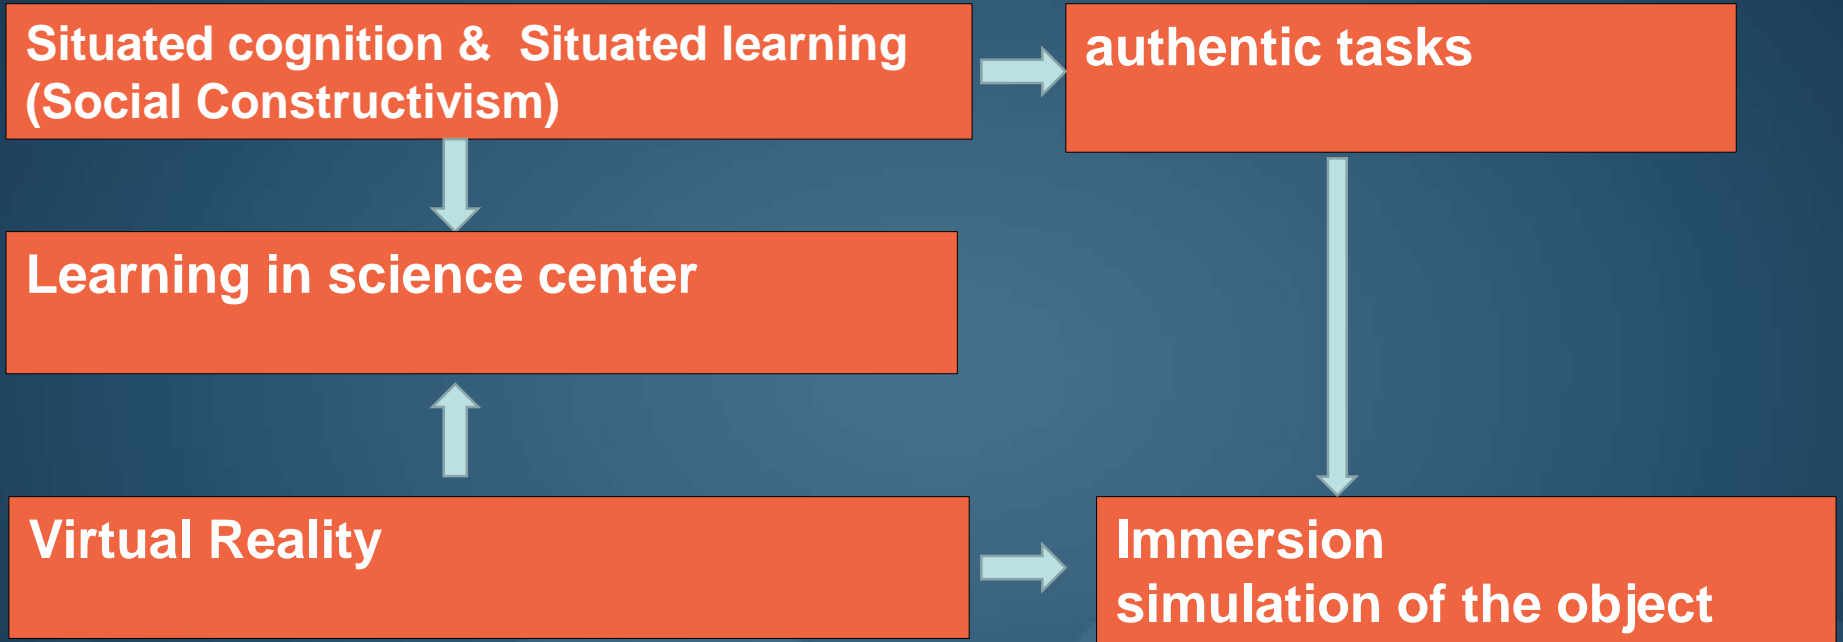 Situated cognition & Situated learning
(Social Constructivism)
authentic tasks
Learning in science center
Virtual Reality
Immersion
simulation of the object